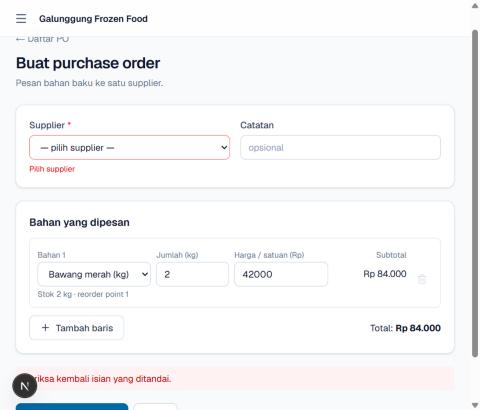 Galunggung Frozen Food
← Daftar PO
Buat purchase order
Pesan bahan baku ke satu supplier.
Supplier *
Catatan
— pilih supplier —
opsional
Pilih supplier
Bahan yang dipesan
Bahan 1
Jumlah (kg)
Harga / satuan (Rp)
Subtotal
Bawang merah (kg)
2
42000
Rp 84.000
Stok 2 kg · reorder point 1
+ Tambah baris
Total: Rp 84.000
N
riksa kembali isian yang ditandai.